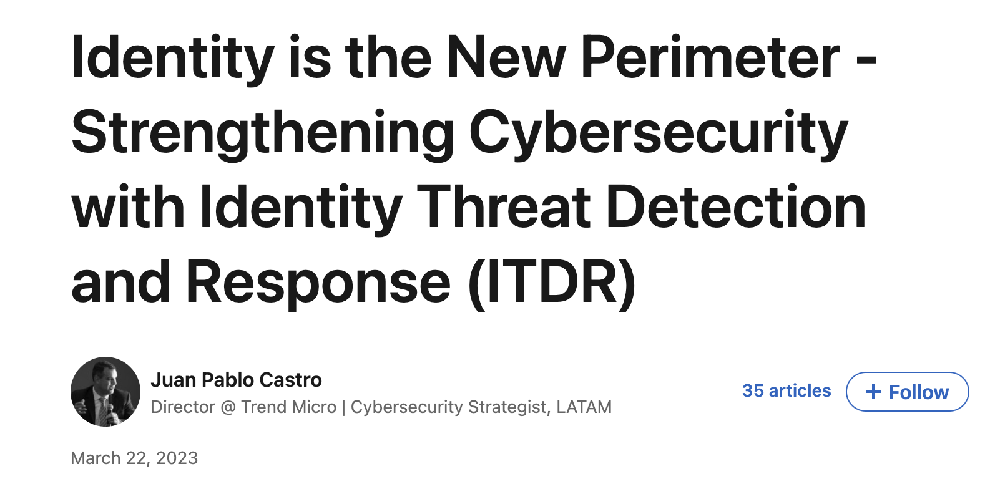 Identity is the New Perimeter -
Strengthening Cybersecurity
with Identity Threat Detection
and Response (ITDR)
Juan Pablo Castro
Director @ Trend Micro | Cybersecurity Strategist, LATAM
35 articles
+ Follow
March 22, 2023